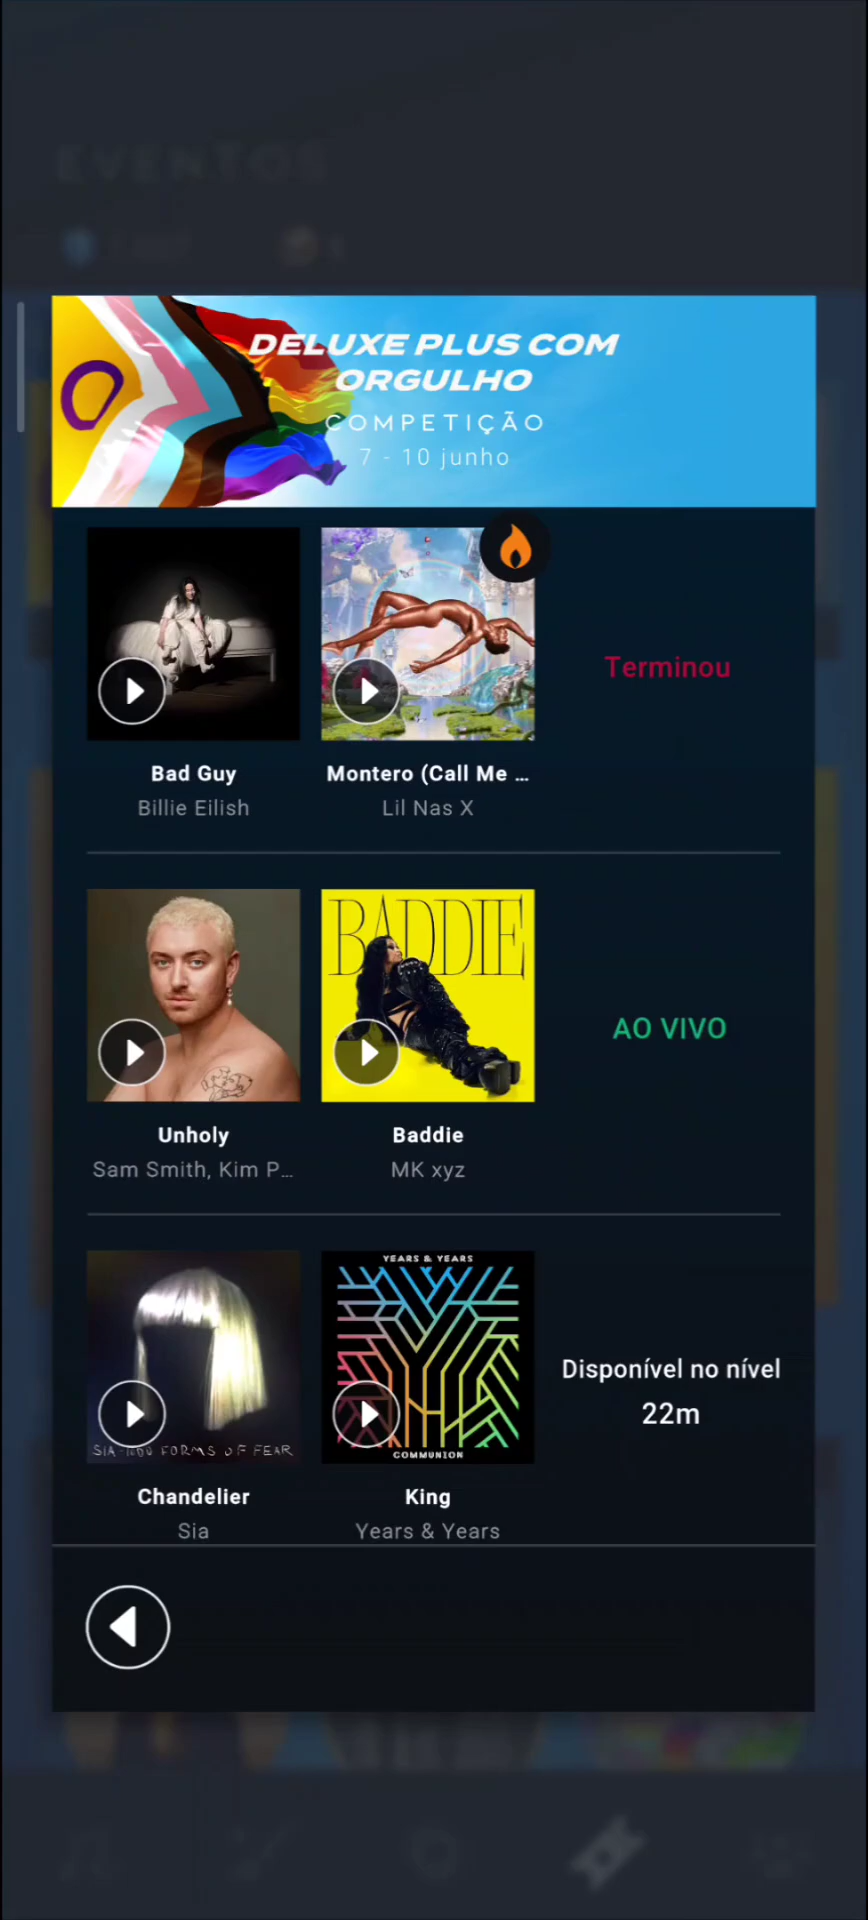 EVENTOS
DELUXE PLUS COM
ORGULHO
COMPETIÇÃO
7 - 10 junho
Terminou
Bad Guy
Montero (Call Me ...
Billie Eilish
Lil Nas X
BADDIE
AO VIVO
Unholy
Baddie
Sam Smith, Kim P...
MK xyz
YEARS & YEARS
Disponível no nível
22m
SIA-1000 FORMS OF FEAR
COMMUNION
Chandelier
King
Sia
Years & Years